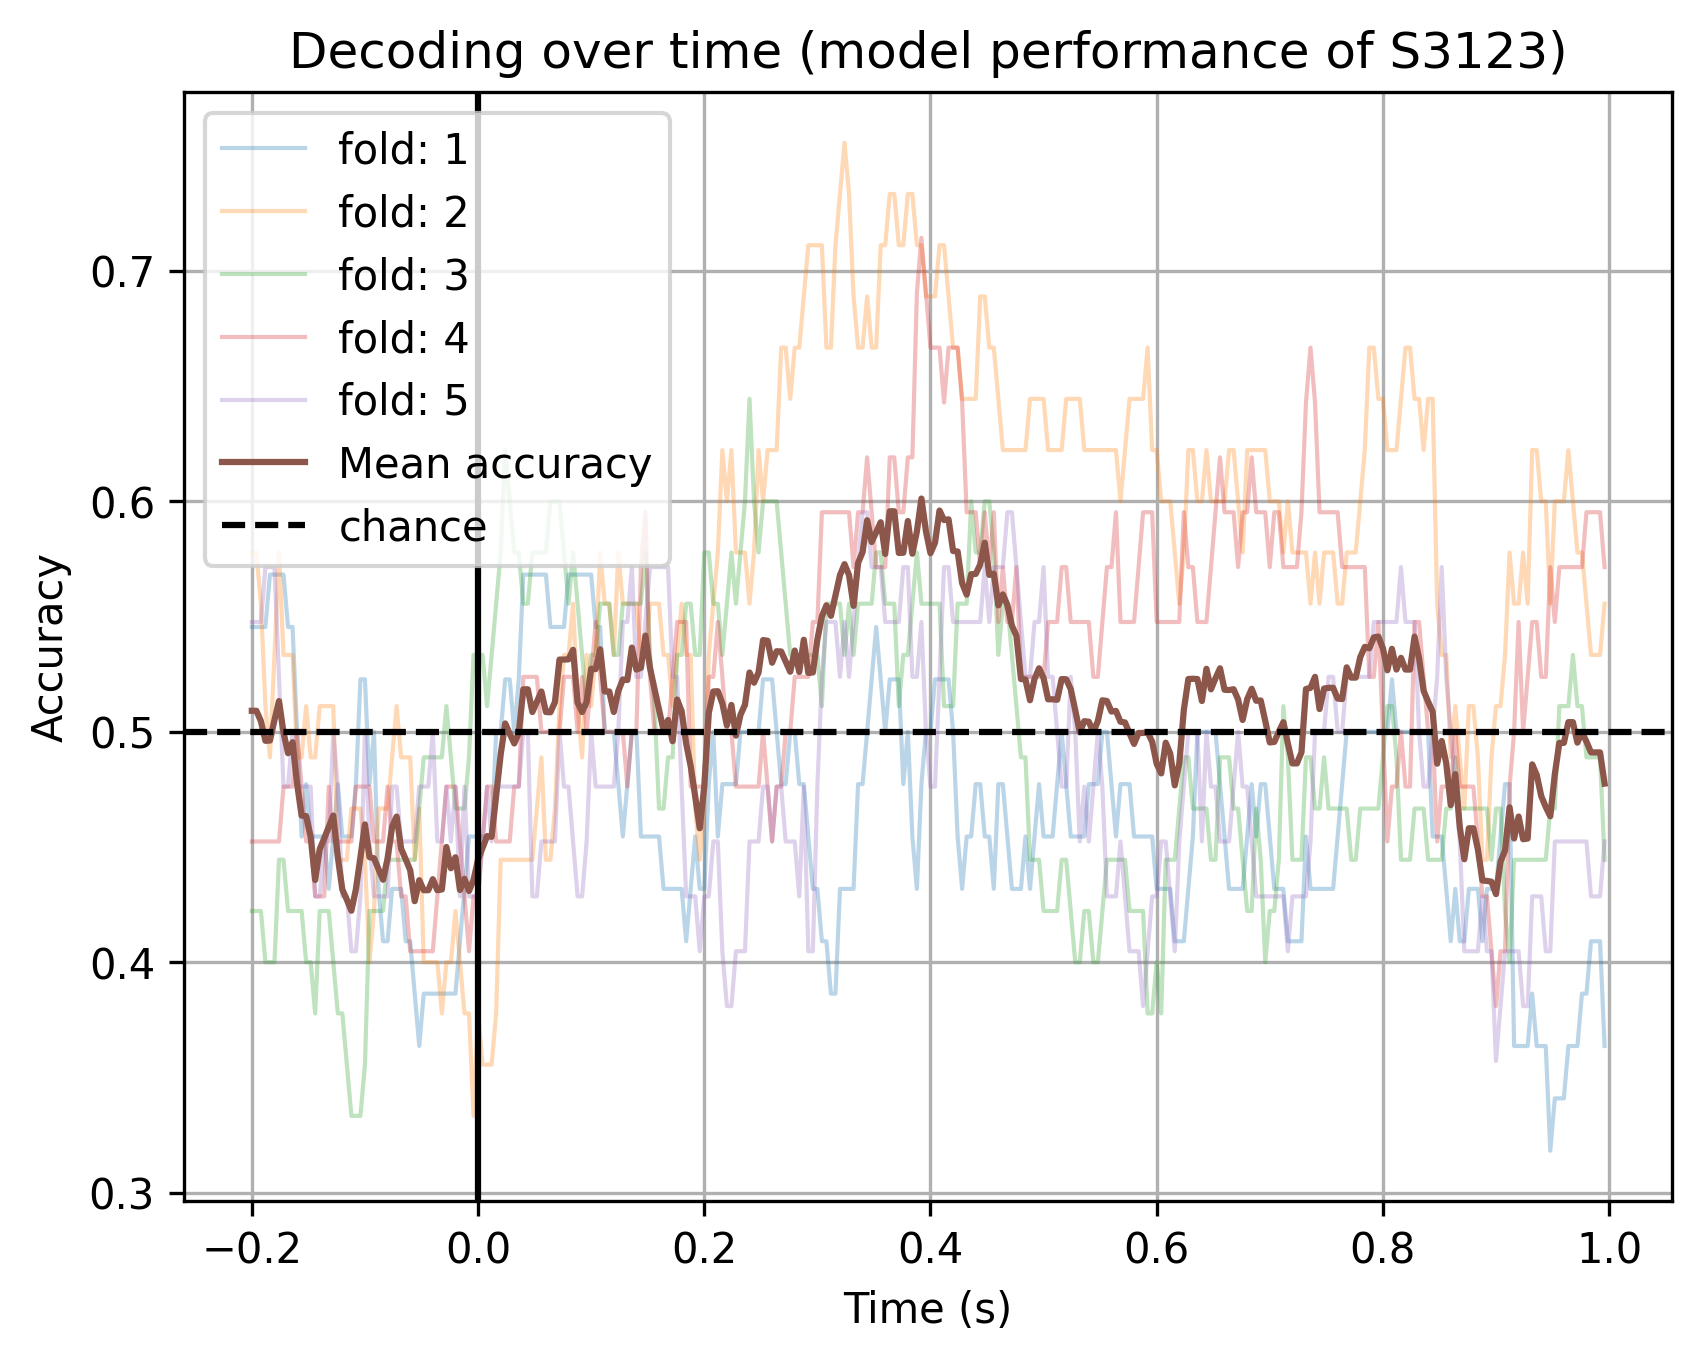 Decoding over time (model performance of S3123)
fold: 1
fold: 2
fold: 3
fold: 4
fold: 5
Mean accuracy
chance
Accuracy
0.7
0.6
0.5
0.4
0.3
−0.2 0.0 0.2 0.4 0.6 0.8 1.0
Time (s)